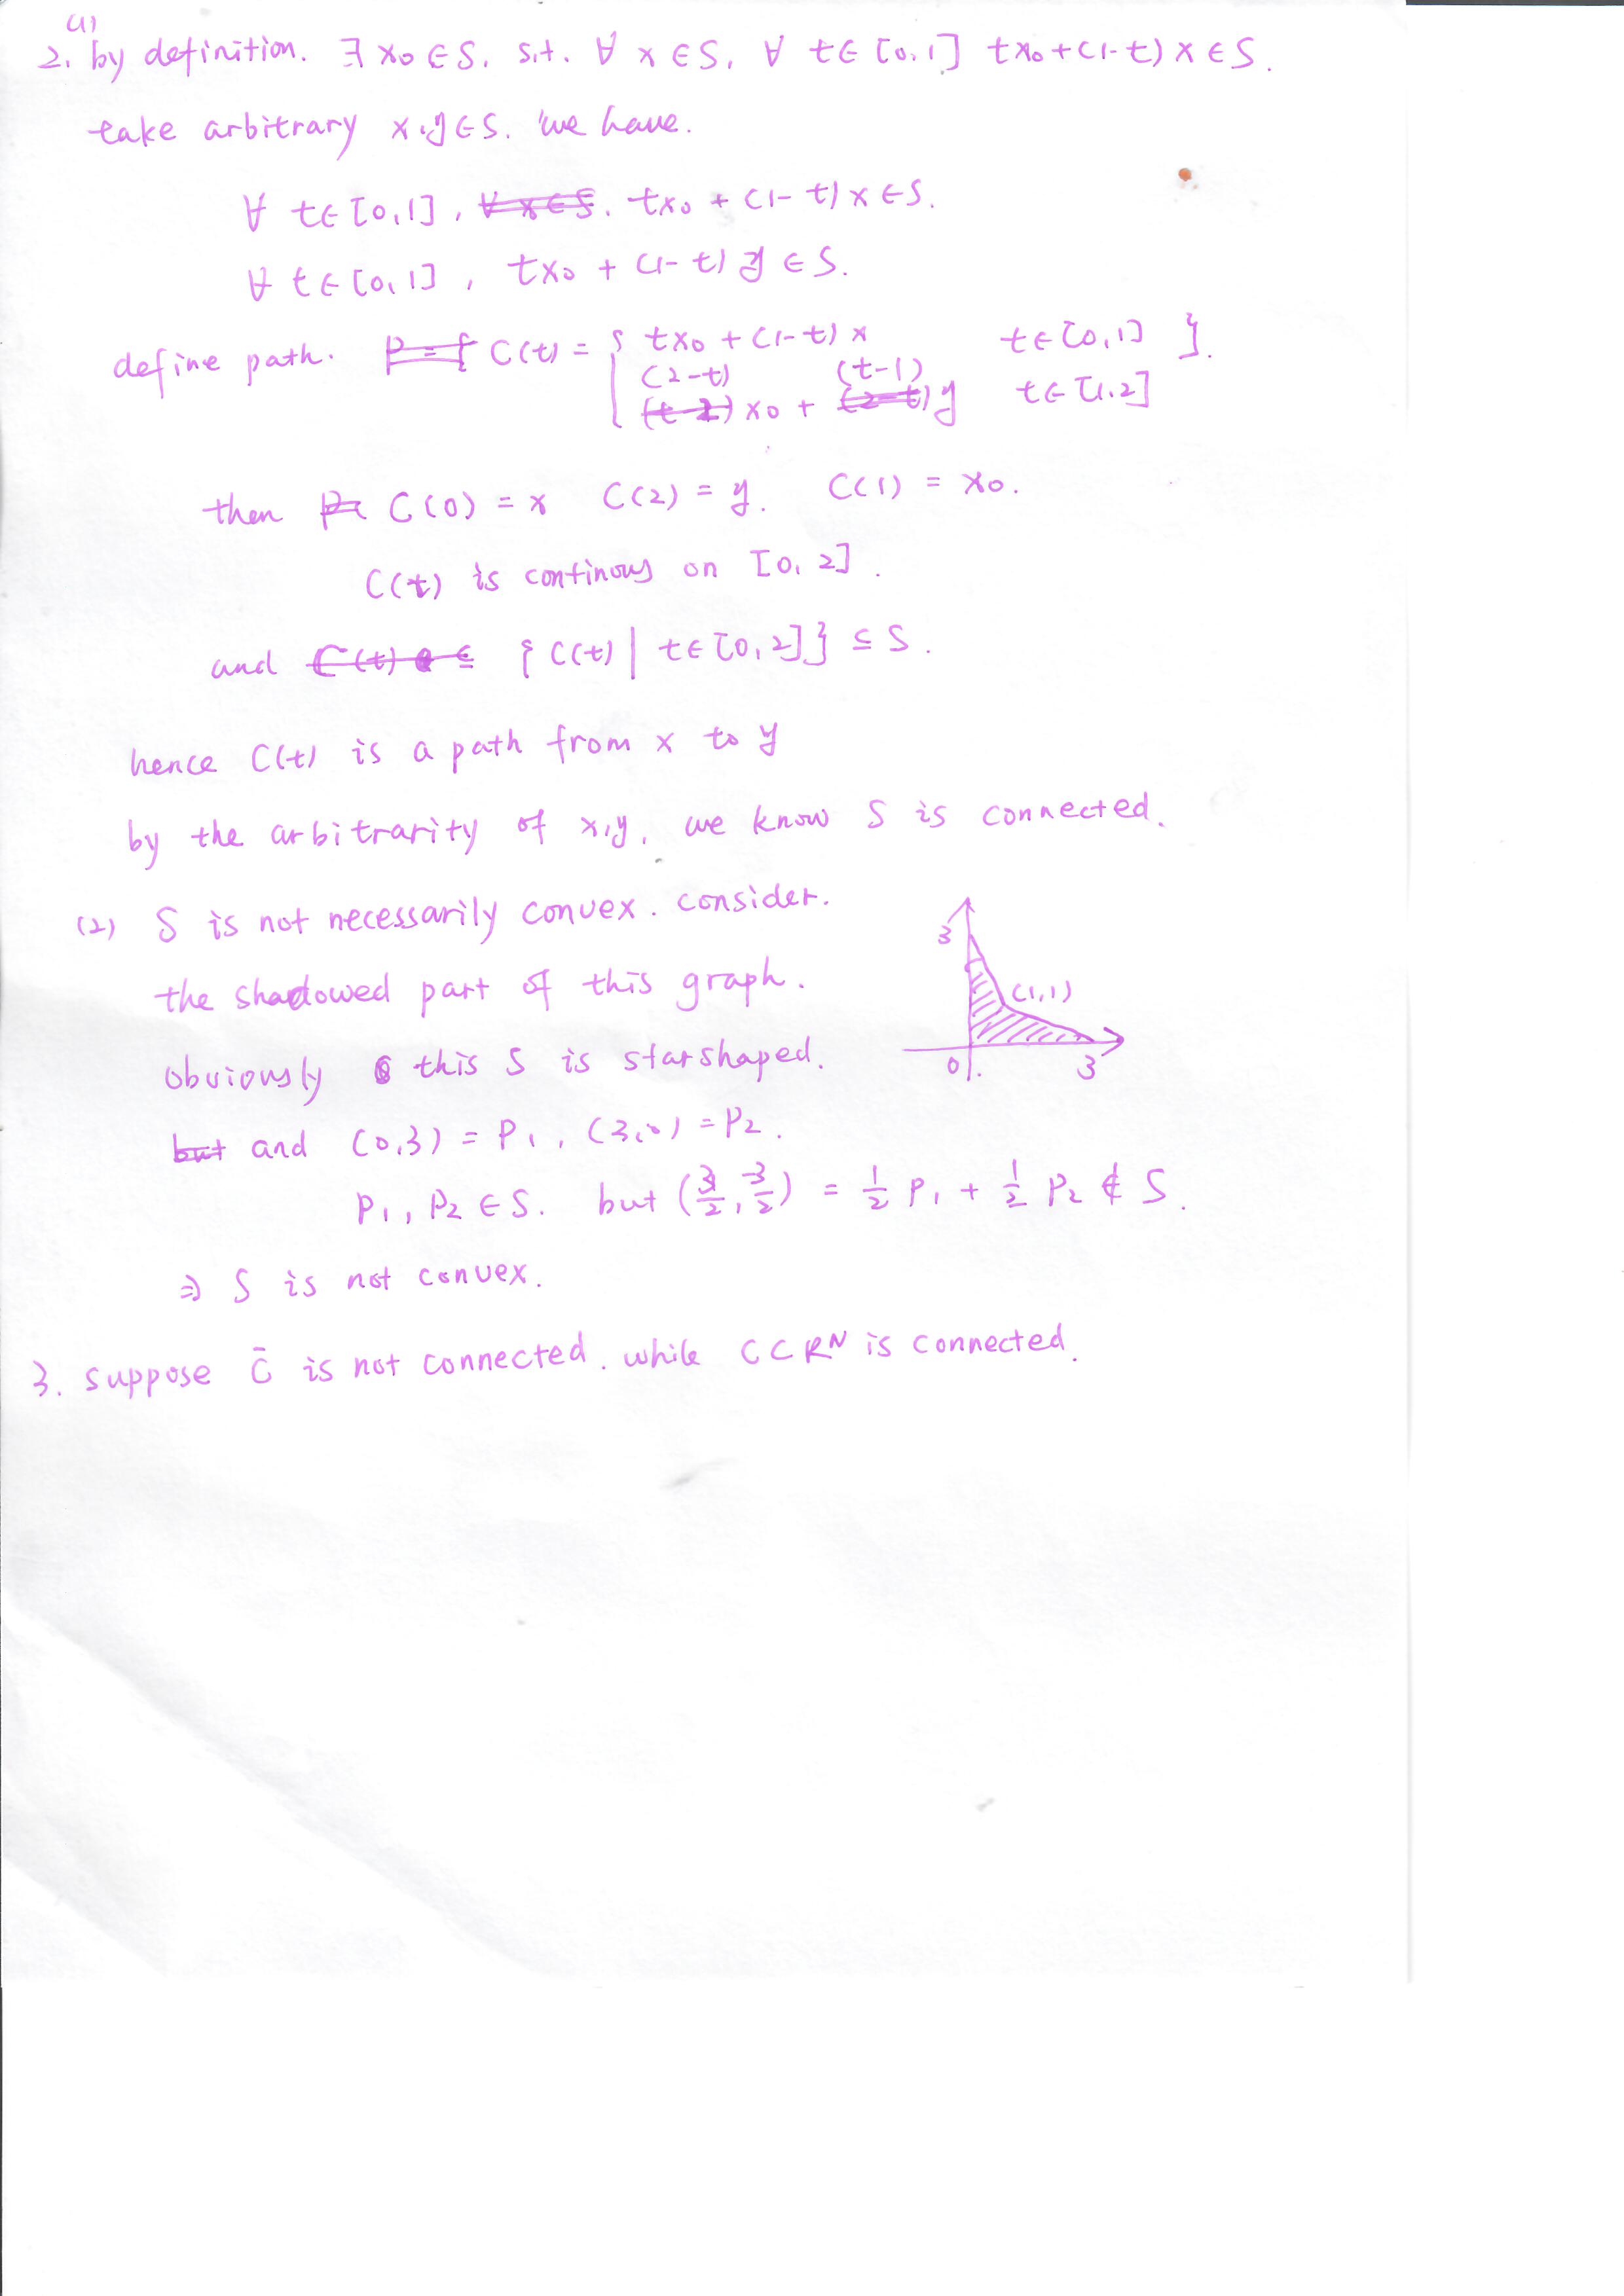 (1)
2. by definition. ∃ x₀ ∈ S, s.t. ∀ x ∈ S, ∀ t ∈ [0,1] tx₀ + (1-t) x ∈ S.
take arbitrary x,y ∈ S. we have.
∀ t ∈ [0,1], ∀ x ∈ S. tx₀ + (1-t) x ∈ S.
∀ t ∈ [0,1], tx₀ + (1-t) y ∈ S.
define path. P = { C(t) = { tx₀ + (1-t) x t ∈ [0,1] }.
(2-t) (t-1)
x₀ + (2-t) y t ∈ [1,2]
then C(0) = x C(2) = y. C(1) = x₀.
C(t) is continous on [0,2].
and C(t) ⊆ { C(t) | t ∈ [0,2] } ⊆ S.
hence C(t) is a path from x to y
by the arbitrarity of x,y, we know S is connected.
(2) S is not necessarily convex. consider.
the shadowed part of this graph.
3
(1,1)
0
3
obviously this S is starshaped.
but and (0,3) = P₁, (3,0) = P₂.
P₁, P₂ ∈ S. but (3/2, 3/2) = 1/2 P₁ + 1/2 P₂ ∉ S.
⇒ S is not convex.
3. suppose C̄ is not connected. while C ⊂ Rᴺ is connected.